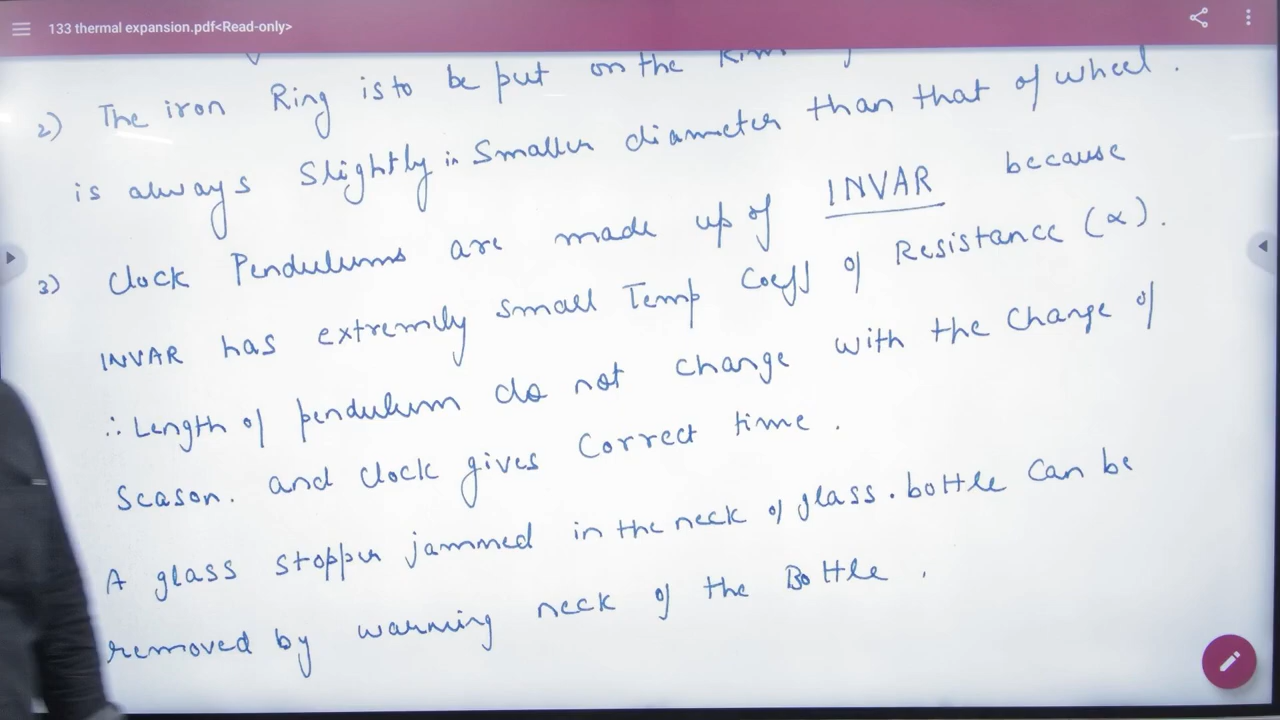 133 thermal expansion.pdf<Read-only>
2) The iron Ring is to be put on the Rim
is always Slightly in Smaller diameter than that of wheel.
3) Clock Pendulums are made up of INVAR because
INVAR has extremily small Temp Coeff of Resistance (α).
∴ Length of pendulum do not change with the change of
Season. and clock gives Correct time.
A glass stopper jammed in the neck of glass. bottle Can be
removed by warming neck of the Bottle.